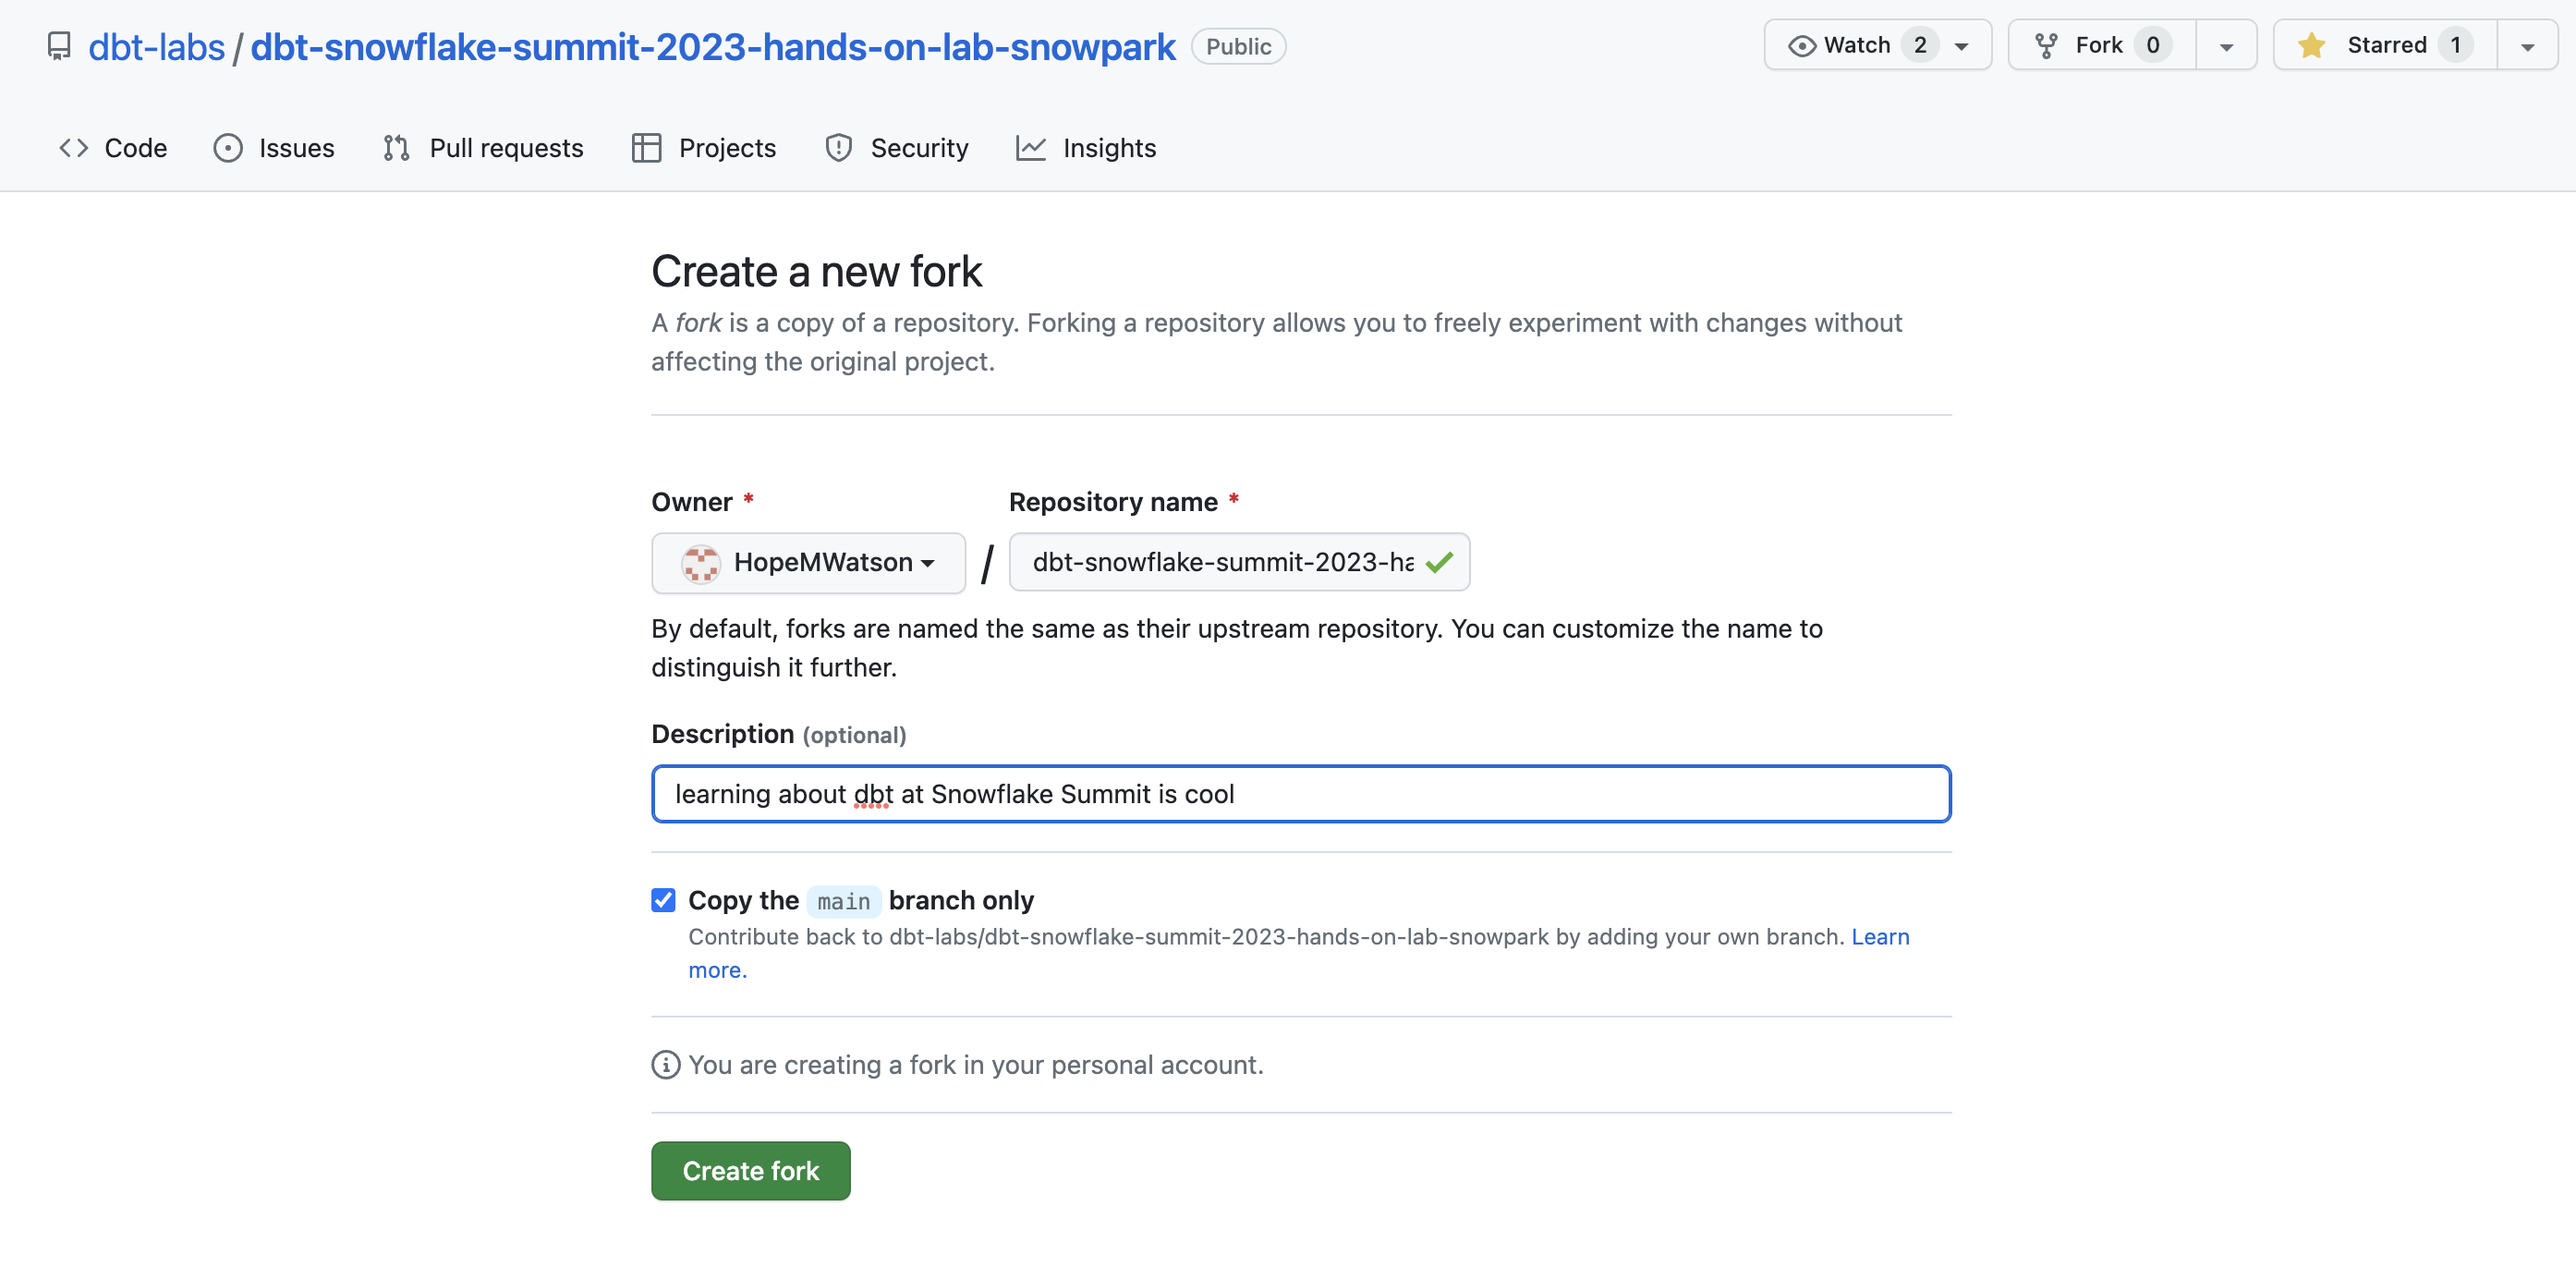 dbt-labs / dbt-snowflake-summit-2023-hands-on-lab-snowpark Public Watch 2 Fork 0 Starred 1
Code Issues Pull requests Projects Security Insights
Create a new fork
A fork is a copy of a repository. Forking a repository allows you to freely experiment with changes without
affecting the original project.
Owner * Repository name *
HopeMWatson / dbt-snowflake-summit-2023-ha
By default, forks are named the same as their upstream repository. You can customize the name to
distinguish it further.
Description (optional)
learning about dbt at Snowflake Summit is cool
Copy the main branch only
Contribute back to dbt-labs/dbt-snowflake-summit-2023-hands-on-lab-snowpark by adding your own branch. Learn
more.
You are creating a fork in your personal account.
Create fork